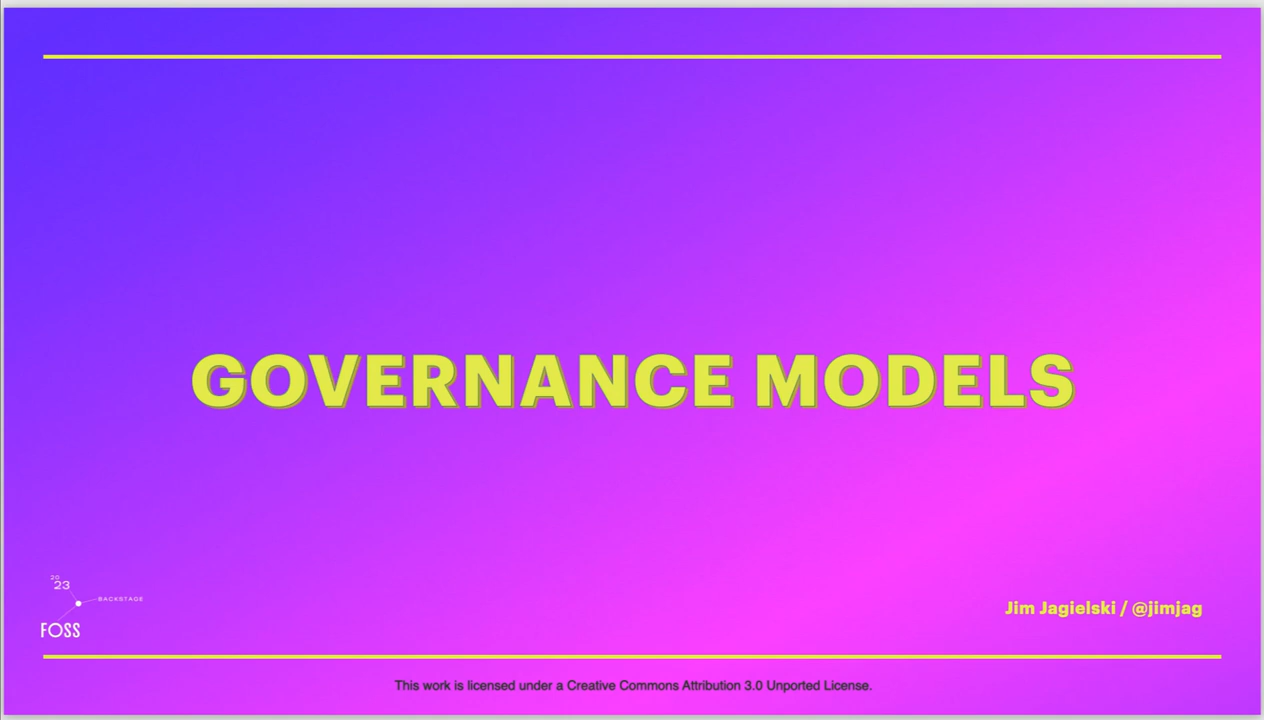 GOVERNANCE MODELS
20
23
BACKSTAGE
FOSS
Jim Jagielski / @jimjag
This work is licensed under a Creative Commons Attribution 3.0 Unported License.